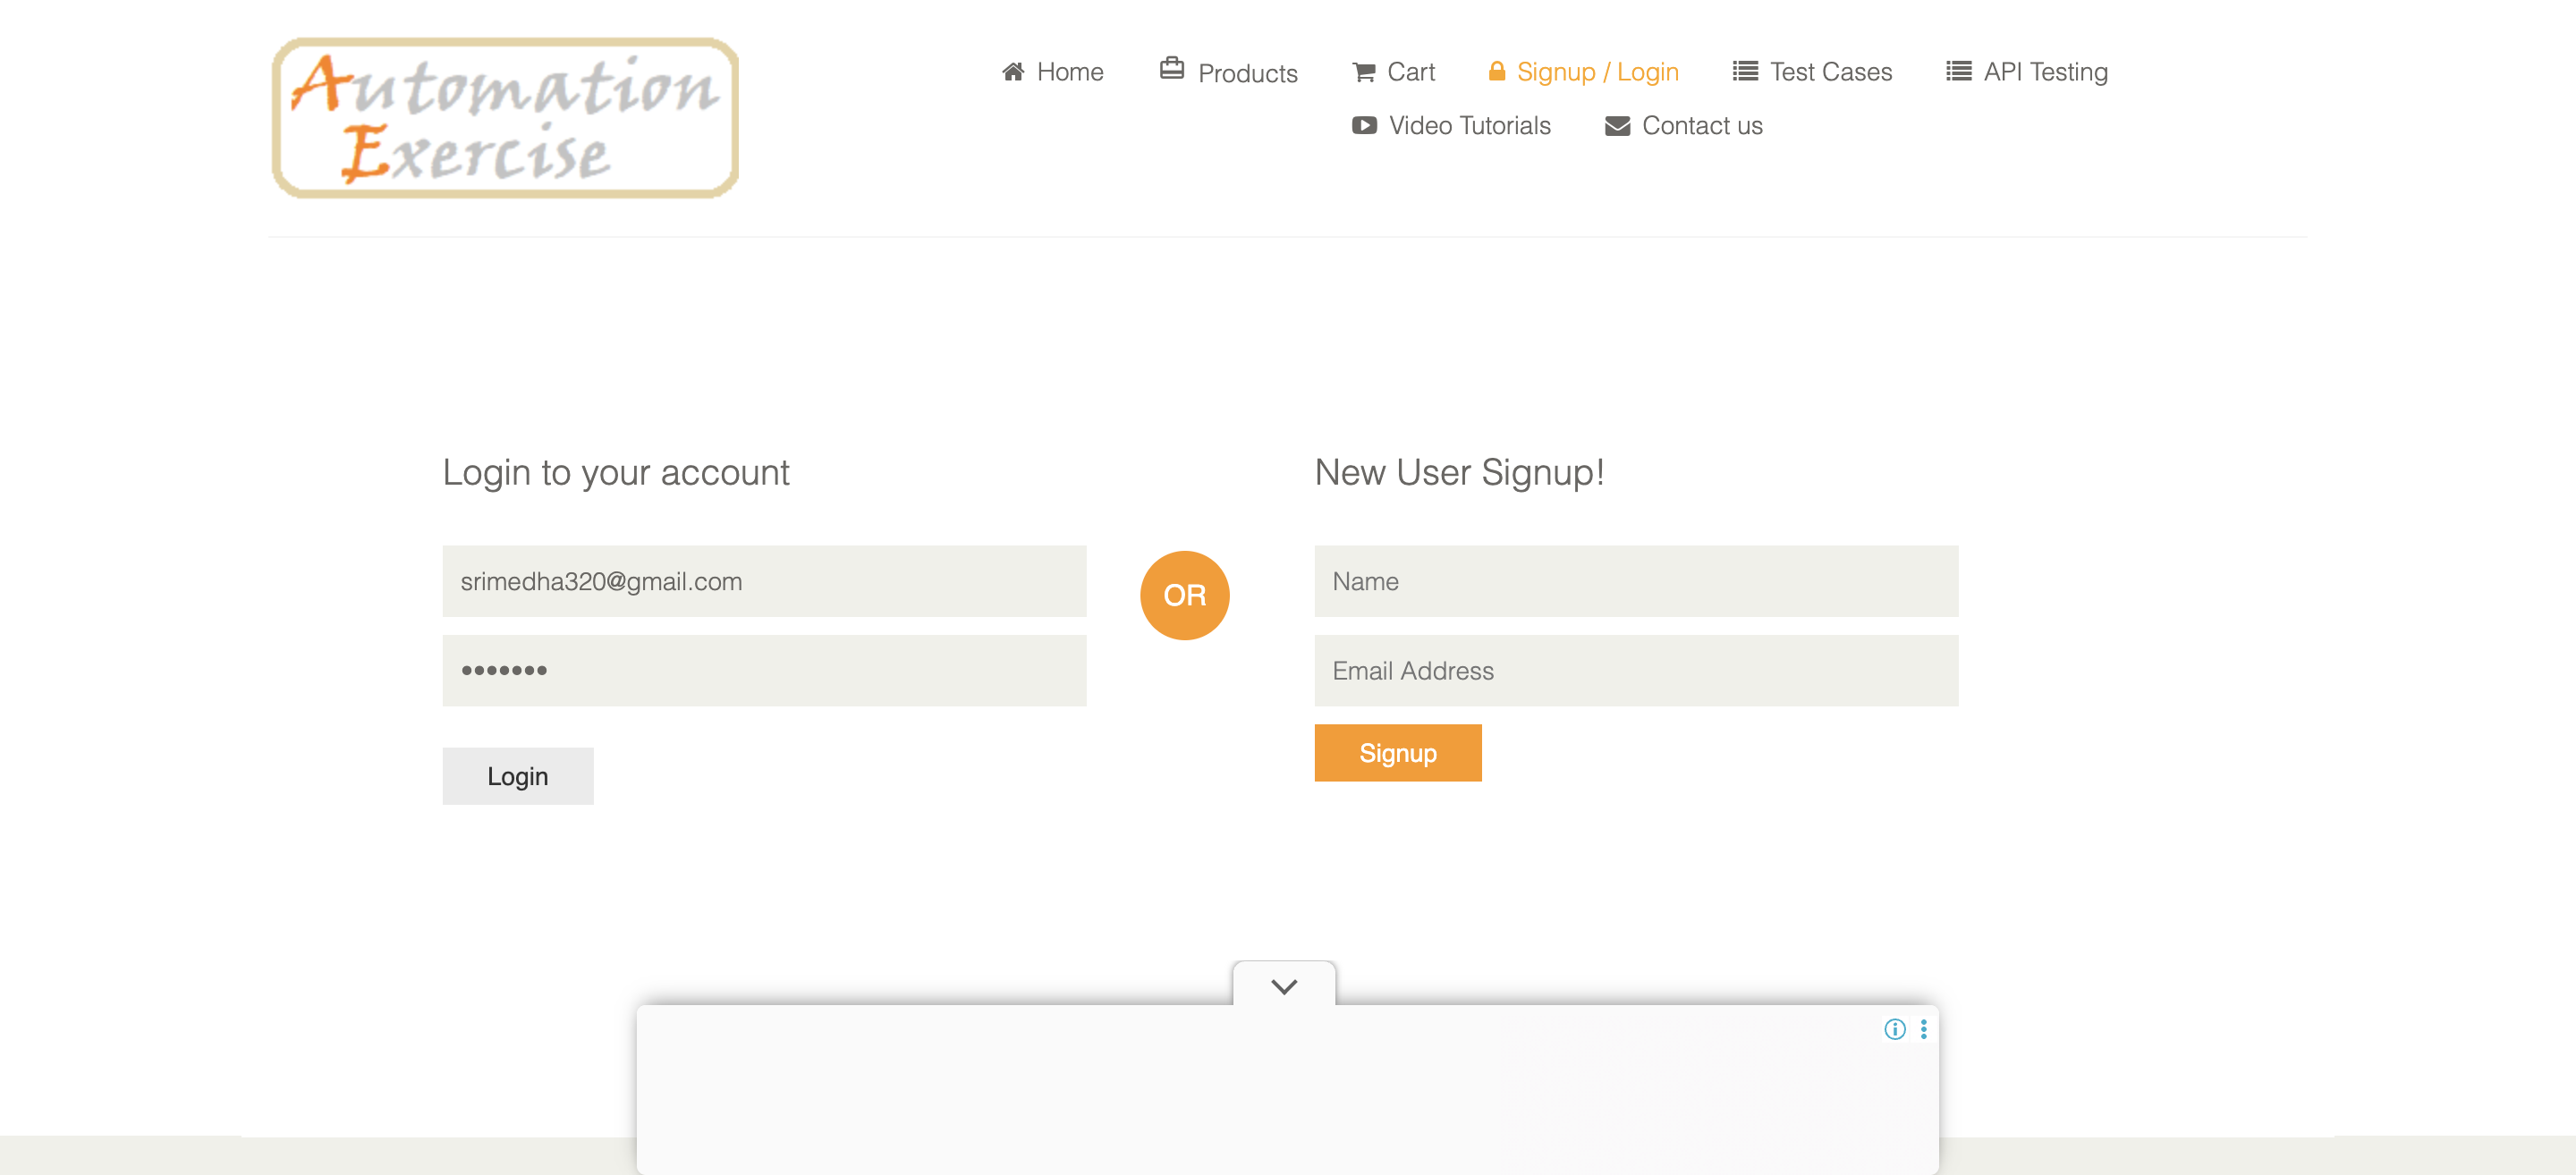 Automation
Exercise
Home
Products
Cart
Signup / Login
Test Cases
API Testing
Video Tutorials
Contact us
Login to your account
srimedha320@gmail.com
•••••••
Login
OR
New User Signup!
Name
Email Address
Signup